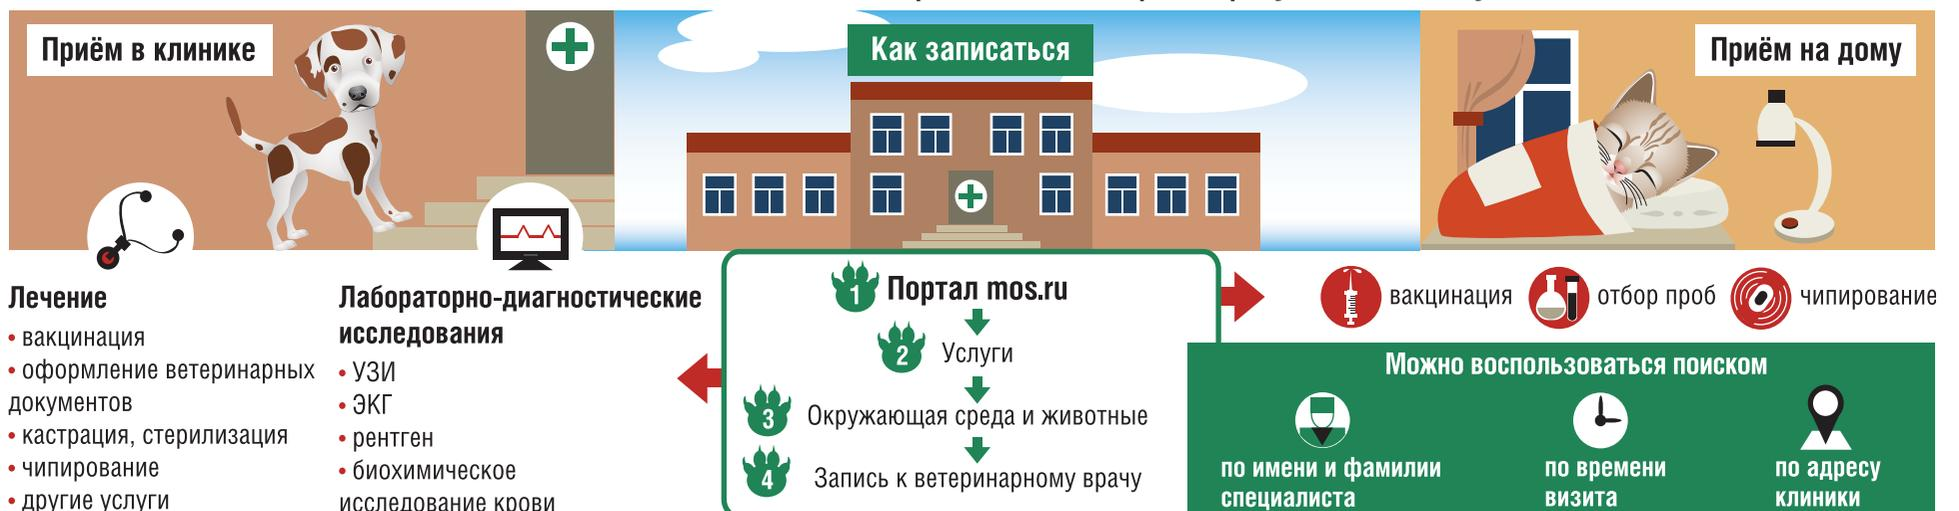 Приём в клинике
Как записаться
Приём на дому
Лечение
• вакцинация
• оформление ветеринарных
документов
• кастрация, стерилизация
• чипирование
• другие услуги
Лабораторно-диагностические
исследования
• УЗИ
• ЭКГ
• рентген
• биохимическое
исследование крови
1 Портал mos.ru
2 Услуги
3 Окружающая среда и животные
4 Запись к ветеринарному врачу
вакцинация
отбор проб
чипирование
Можно воспользоваться поиском
по имени и фамилии
специалиста
по времени
визита
по адресу
клиники